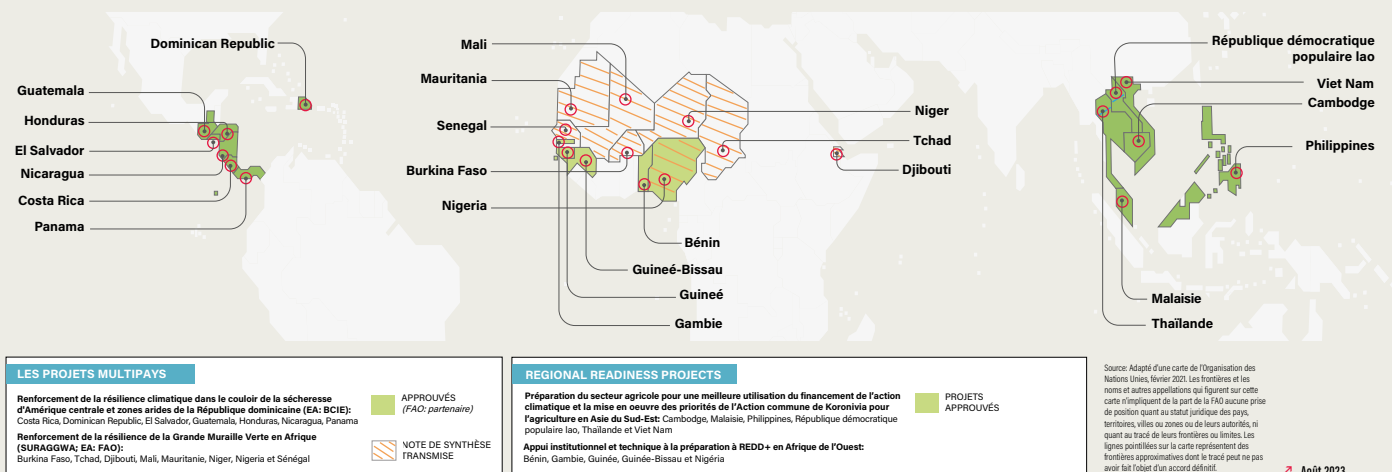 Dominican Republic
Guatemala
Honduras
El Salvador
Nicaragua
Costa Rica
Panama
Mali
Mauritania
Senegal
Burkina Faso
Nigeria
Niger
Tchad
Djibouti
Bénin
Guineé-Bissau
Guineé
Gambie
République démocratique
populaire lao
Viet Nam
Cambodge
Philippines
Malaisie
Thaïlande
LES PROJETS MULTIPAYS
Renforcement de la résilience climatique dans le couloir de la sécheresse
d'Amérique centrale et zones arides de la République dominicaine (EA: BCIE):
Costa Rica, Dominican Republic, El Salvador, Guatemala, Honduras, Nicaragua, Panama
Renforcement de la résilience de la Grande Muraille Verte en Afrique
(SURAGGWA; EA: FAO):
Burkina Faso, Tchad, Djibouti, Mali, Mauritanie, Niger, Nigeria et Sénégal
APPROUVÉS
(FAO: partenaire)
NOTE DE SYNTHÈSE
TRANSMISE
REGIONAL READINESS PROJECTS
Préparation du secteur agricole pour une meilleure utilisation du financement de l'action
climatique et la mise en oeuvre des priorités de l'Action commune de Koronivia pour
l'agriculture en Asie du Sud-Est: Cambodge, Malaisie, Philippines, République démocratique
populaire lao, Thaïlande et Viet Nam
Appui institutionnel et technique à la préparation à REDD+ en Afrique de l'Ouest:
Bénin, Gambie, Guinée, Guinée-Bissau et Nigéria
PROJETS
APPROUVÉS
Source: Adapté d'une carte de l'Organisation des
Nations Unies, février 2021. Les frontières et les
noms et autres appellations qui figurent sur cette
carte n'impliquent de la part de la FAO aucune prise
de position quant au statut juridique des pays,
territoires, villes ou zones ou de leurs autorités, ni
quant au tracé de leurs frontières ou limites. Les
lignes pointillées sur la carte représentent des
frontières approximatives dont le tracé peut ne pas
avoir fait l'objet d'un accord définitif.
Août 2023